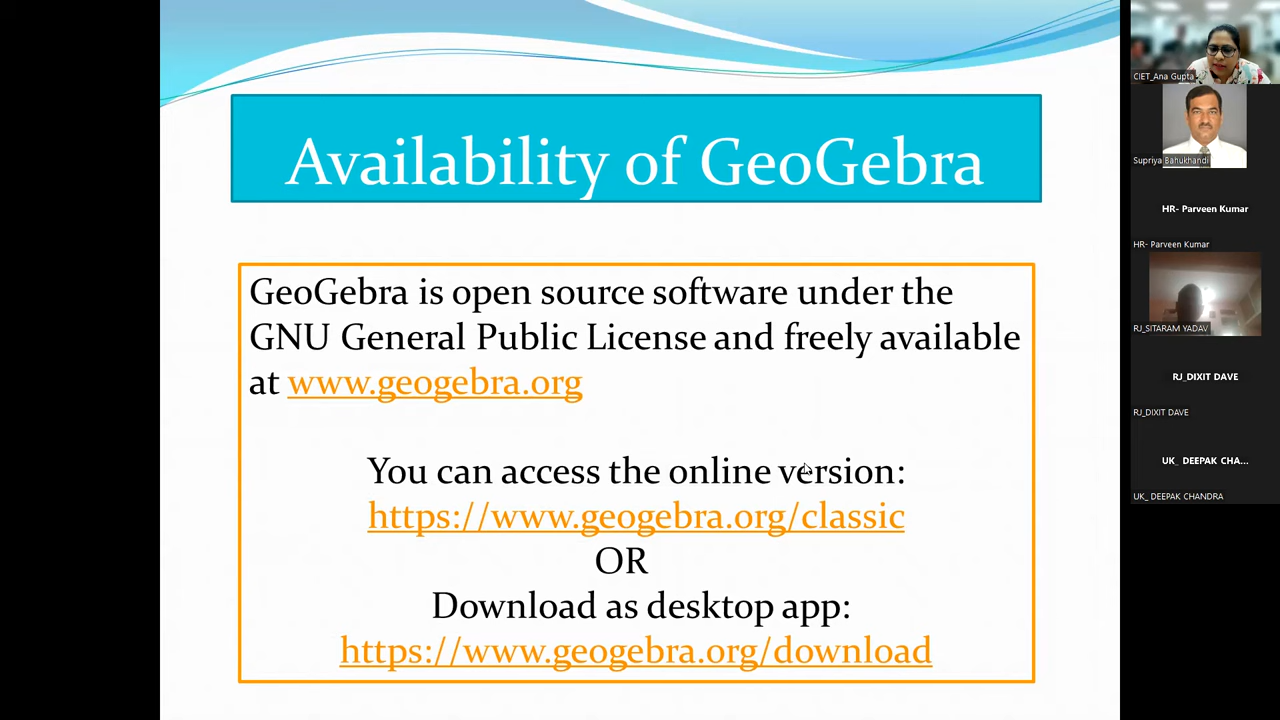 Availability of GeoGebra
GeoGebra is open source software under the
GNU General Public License and freely available
at www.geogebra.org
You can access the online version:
https://www.geogebra.org/classic
OR
Download as desktop app:
https://www.geogebra.org/download
CIET_Ana Gupta
Supriya Bahukhandi
HR- Parveen Kumar
HR- Parveen Kumar
RJ_SITARAM YADAV
RJ_DIXIT DAVE
RJ_DIXIT DAVE
UK_ DEEPAK CHA...
UK_ DEEPAK CHANDRA